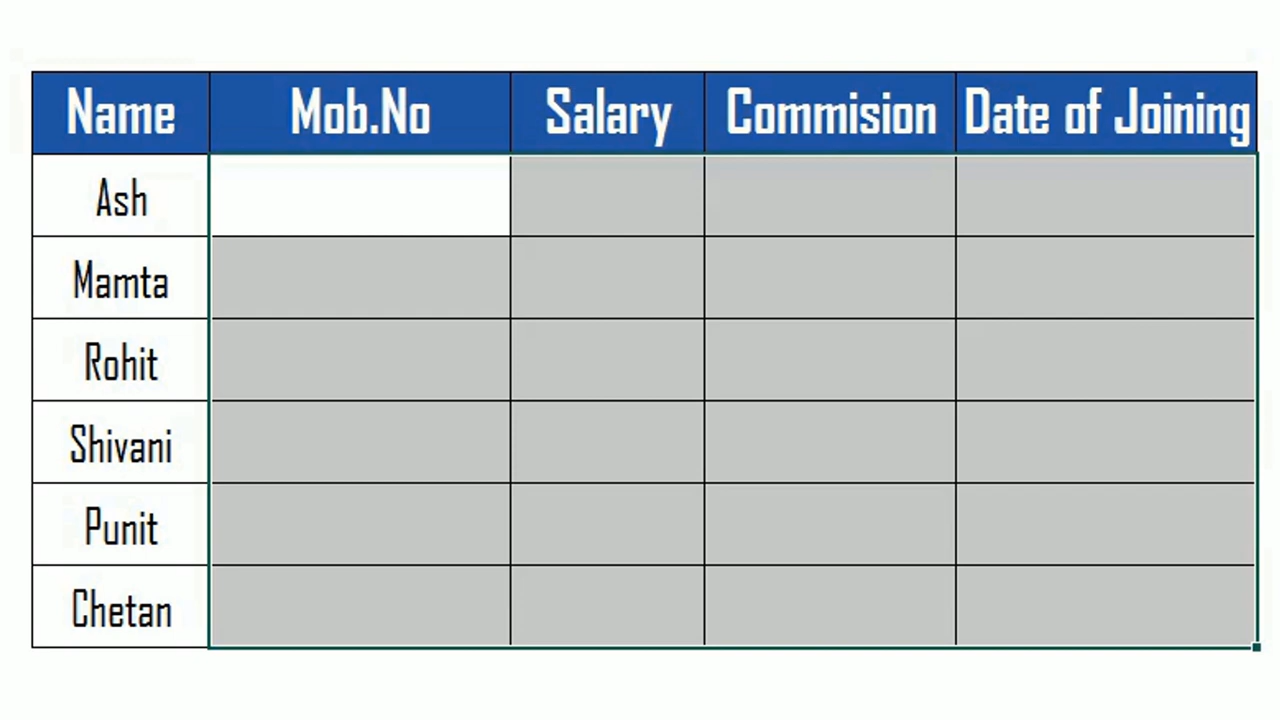 Name Mob.No Salary Commision Date of Joining
Ash
Mamta
Rohit
Shivani
Punit
Chetan